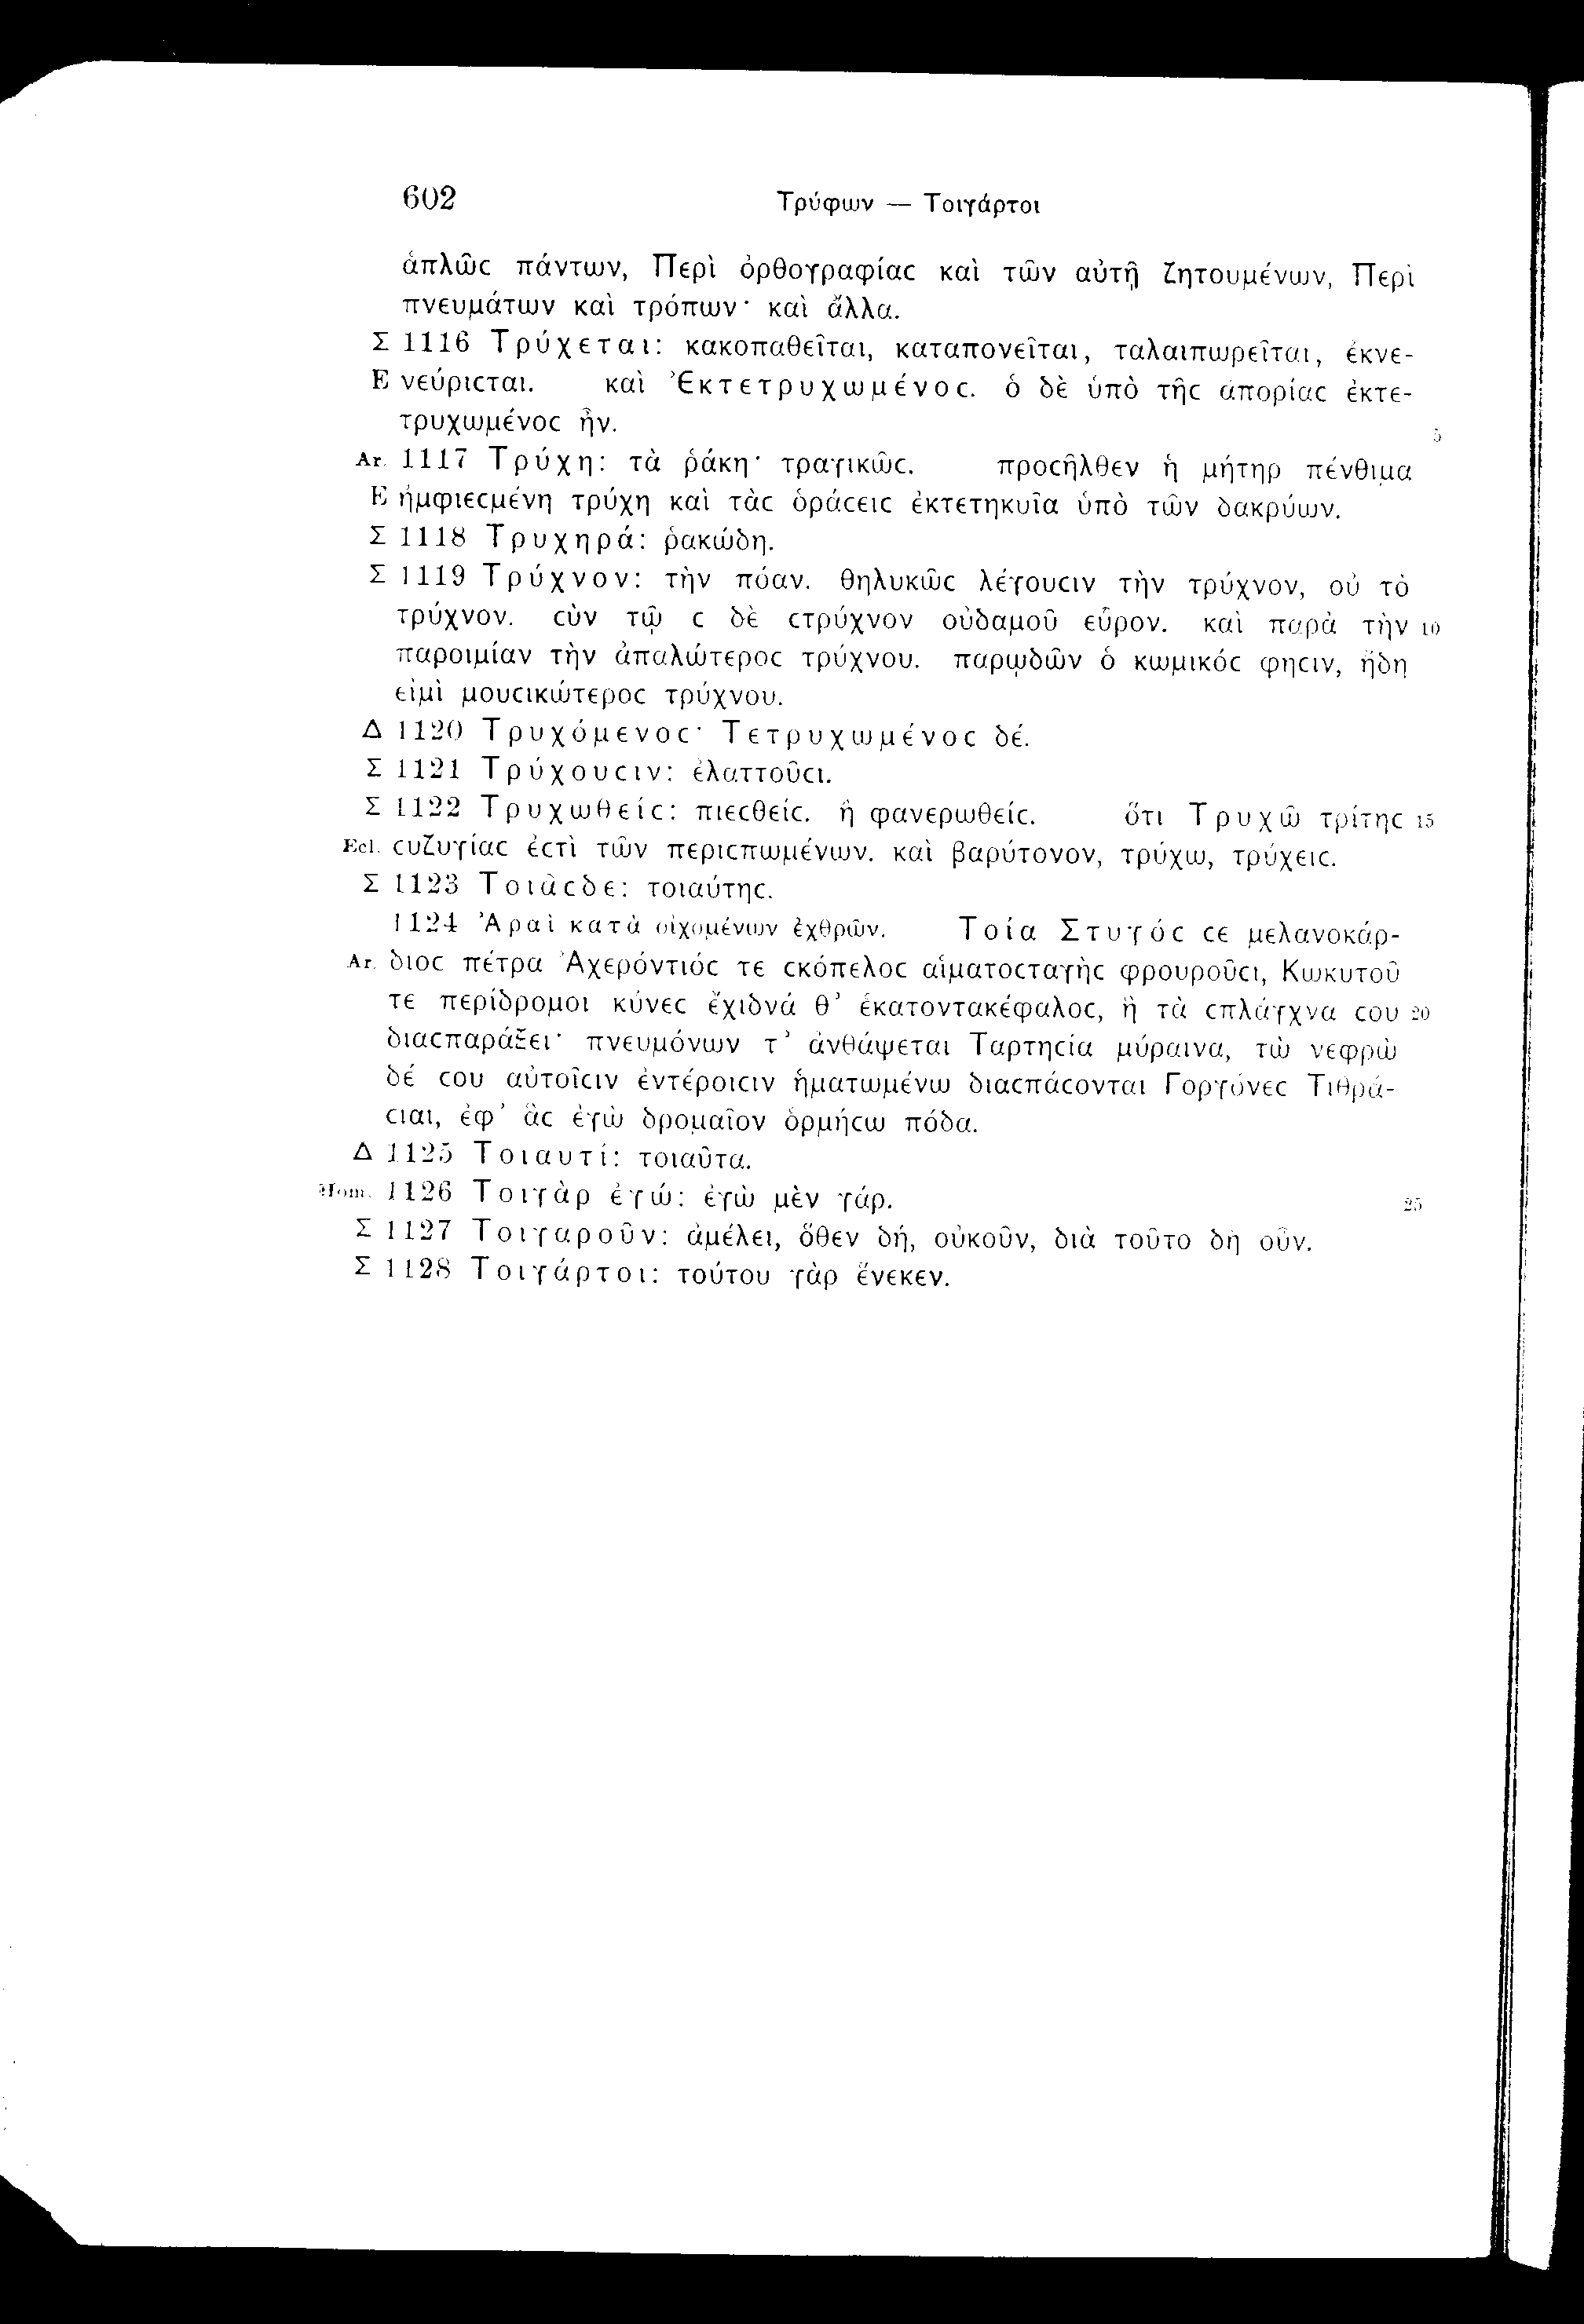 602 Τρύφων — Τοιγάρτοι
ἁπλῶϲ πάντων, Περὶ ὀρθογραφίαϲ καὶ τῶν αὐτῇ ζητουμένων, Περὶ
πνευμάτων καὶ τρόπων· καὶ ἄλλα.
Σ 1116 Τρύχεται: κακοπαθεῖται, καταπονεῖται, ταλαιπωρεῖται, ἐκνε-
E νεύριϲται. καὶ Ἐκτετρυχωμένοϲ. ὁ δὲ ὑπὸ τῆϲ ἀπορίαϲ ἐκτε-
τρυχωμένοϲ ἦν. 5
Ar. 1117 Τρύχη: τὰ ῥάκη· τραγικῶϲ. προϲῆλθεν ἡ μήτηρ πένθιμα
E ἠμφιεϲμένη τρύχη καὶ τὰϲ ὁράϲειϲ ἐκτετηκυῖα ὑπὸ τῶν δακρύων.
Σ 1118 Τρυχηρά: ῥακώδη.
Σ 1119 Τρύχνον: τὴν πόαν. θηλυκῶϲ λέγουϲιν τὴν τρύχνον, οὐ τὸ
τρύχνον. ϲὺν τῷ ϲ δὲ ϲτρύχνον οὐδαμοῦ εὗρον. καὶ παρὰ τὴν 10
παροιμίαν τὴν ἁπαλώτεροϲ τρύχνου. παρῳδῶν ὁ κωμικόϲ φηϲιν, ἤδη
εἰμὶ μουϲικώτεροϲ τρύχνου.
Δ 1120 Τρυχόμενοϲ· Τετρυχωμένοϲ δέ.
Σ 1121 Τρύχουϲιν: ἐλαττοῦϲι.
Σ 1122 Τρυχωθείϲ: πιεϲθείϲ. ἢ φανερωθείϲ. ὅτι Τρυχῶ τρίτηϲ 15
Ecl. ϲυζυγίαϲ ἐϲτὶ τῶν περιϲπωμένων. καὶ βαρύτονον, τρύχω, τρύχειϲ.
Σ 1123 Τοιᾶϲδε: τοιαύτηϲ.
1124 Ἀραὶ κατὰ οἰχομένων ἐχθρῶν. Τοία Στυγόϲ ϲε μελανοκάρ-
Ar. διοϲ πέτρα Ἀχερόντιόϲ τε ϲκόπελοϲ αἱματοϲταγὴϲ φρουροῦϲι, Κωκυτοῦ
τε περίδρομοι κύνεϲ ἔχιδνά θ’ ἑκατοντακέφαλοϲ, ἣ τὰ ϲπλάγχνα ϲου 20
διαϲπαράξει· πνευμόνων τ’ ἀνθάψεται Ταρτηϲία μύραινα, τὼ νεφρὼ
δέ ϲου αὐτοῖϲιν ἐντέροιϲιν ᾑματωμένω διαϲπάϲονται Γοργόνεϲ Τιθρά-
ϲιαι, ἐφ’ ἃϲ ἐγὼ δρομαῖον ὁρμήϲω πόδα.
Δ 1125 Τοιαυτί: τοιαῦτα.
Hom. 1126 Τοιγὰρ ἐγώ: ἐγὼ μὲν γάρ. 25
Σ 1127 Τοιγαροῦν: ἀμέλει, ὅθεν δή, οὐκοῦν, διὰ τοῦτο δὴ οὖν.
Σ 1128 Τοιγάρτοι: τούτου γὰρ ἕνεκεν.